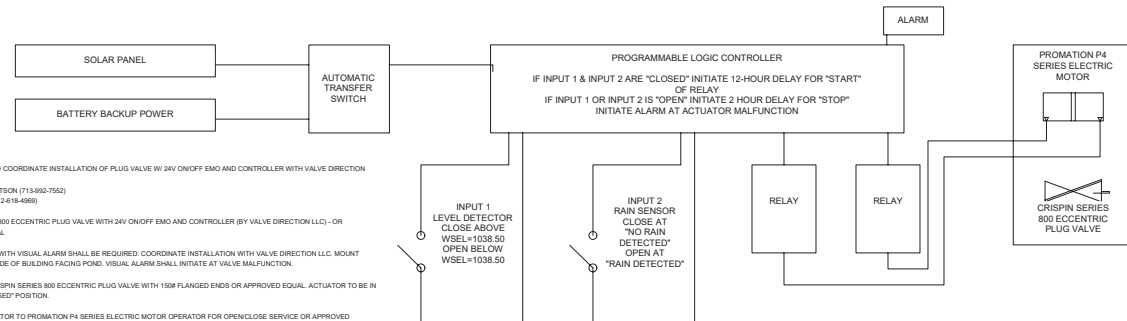 ALARM
SOLAR PANEL
BATTERY BACKUP POWER
AUTOMATIC
TRANSFER
SWITCH
PROGRAMMABLE LOGIC CONTROLLER
IF INPUT 1 & INPUT 2 ARE "CLOSED" INITIATE 12-HOUR DELAY FOR "START"
OF RELAY
IF INPUT 1 OR INPUT 2 IS "OPEN" INITIATE 2 HOUR DELAY FOR "STOP"
INITIATE ALARM AT ACTUATOR MALFUNCTION
PROMATION P4
SERIES ELECTRIC
MOTOR
CRISPIN SERIES
800 ECCENTRIC
PLUG VALVE
COORDINATE INSTALLATION OF PLUG VALVE W/ 24V ON/OFF EMO AND CONTROLLER WITH VALVE DIRECTION
TSON (713-992-7552)
2-618-4969)
800 ECCENTRIC PLUG VALVE WITH 24V ON/OFF EMO AND CONTROLLER (BY VALVE DIRECTION LLC) - OR
AL
WITH VISUAL ALARM SHALL BE REQUIRED. COORDINATE INSTALLATION WITH VALVE DIRECTION LLC. MOUNT
DE OF BUILDING FACING POND. VISUAL ALARM SHALL INITIATE AT VALVE MALFUNCTION.
SPIN SERIES 800 ECCENTRIC PLUG VALVE WITH 150# FLANGED ENDS OR APPROVED EQUAL. ACTUATOR TO BE IN
SED" POSITION.
TOR TO PROMATION P4 SERIES ELECTRIC MOTOR OPERATOR FOR OPEN/CLOSE SERVICE OR APPROVED
INPUT 1
LEVEL DETECTOR
CLOSE ABOVE
WSEL=1038.50
OPEN BELOW
WSEL=1038.50
INPUT 2
RAIN SENSOR
CLOSE AT
"NO RAIN
DETECTED"
OPEN AT
"RAIN DETECTED"
RELAY
RELAY